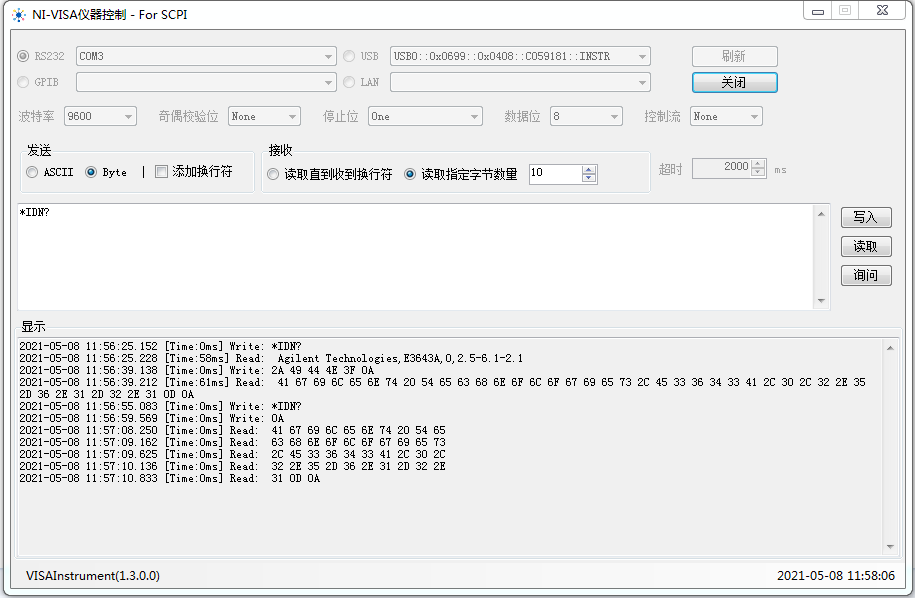 NI-VISA仪器控制 - For SCPI
RS232 COM3 USB USB0::0x0699::0x0408::C059181::INSTR 刷新
GPIB LAN 关闭
波特率 9600 奇偶校验位 None 停止位 One 数据位 8 控制流 None
发送 接收
ASCII Byte | 添加换行符 读取直到收到换行符 读取指定字节数量 10 超时 2000 ms
*IDN?
写入
读取
询问
显示
2021-05-08 11:56:25.152 [Time:0ms] Write: *IDN?
2021-05-08 11:56:25.228 [Time:58ms] Read: Agilent Technologies,E3643A,0,2.5-6.1-2.1
2021-05-08 11:56:39.138 [Time:0ms] Write: 2A 49 44 4E 3F 0A
2021-05-08 11:56:39.212 [Time:61ms] Read: 41 67 69 6C 65 6E 74 20 54 65 63 68 6E 6F 6C 6F 67 69 65 73 2C 45 33 36 34 33 41 2C 30 2C 32 2E 35
2D 36 2E 31 2D 32 2E 31 0D 0A
2021-05-08 11:56:55.083 [Time:0ms] Write: *IDN?
2021-05-08 11:56:59.569 [Time:0ms] Write: 0A
2021-05-08 11:57:08.250 [Time:0ms] Read: 41 67 69 6C 65 6E 74 20 54 65
2021-05-08 11:57:09.162 [Time:0ms] Read: 63 68 6E 6F 6C 6F 67 69 65 73
2021-05-08 11:57:09.625 [Time:0ms] Read: 2C 45 33 36 34 33 41 2C 30 2C
2021-05-08 11:57:10.136 [Time:0ms] Read: 32 2E 35 2D 36 2E 31 2D 32 2E
2021-05-08 11:57:10.833 [Time:0ms] Read: 31 0D 0A
VISAInstrument(1.3.0.0) 2021-05-08 11:58:06